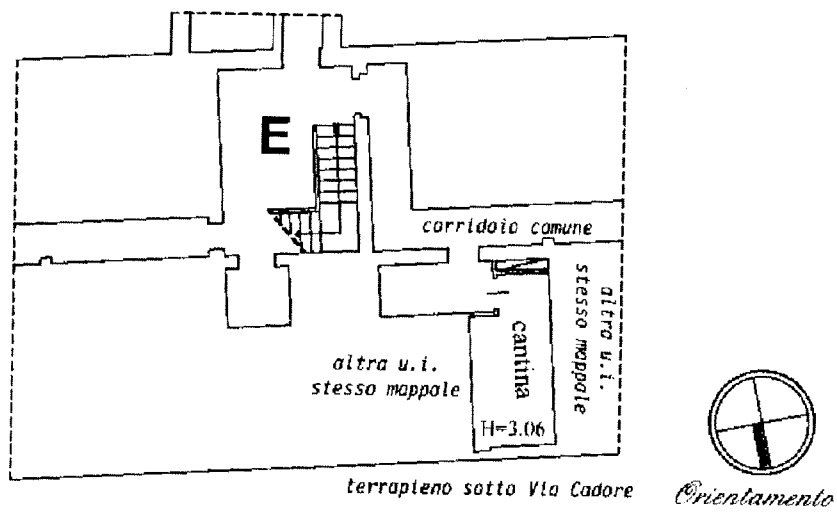 E
corridoio comune
altra u.i.
stesso mappale
cantina
altra u.i.
stesso mappale
H=3.06
terrapieno sotto Via Cadore
Orientamento